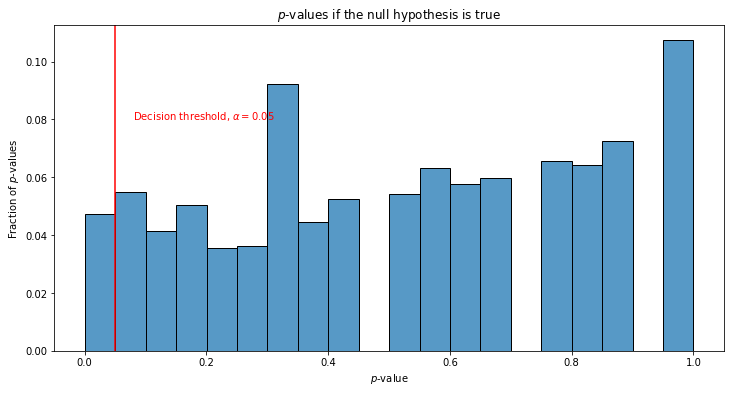 p-values if the null hypothesis is true
0.10
0.08
0.06
0.04
0.02
0.00
Fraction of p-values
Decision threshold, α = 0.05
0.0 0.2 0.4 0.6 0.8 1.0
p-value